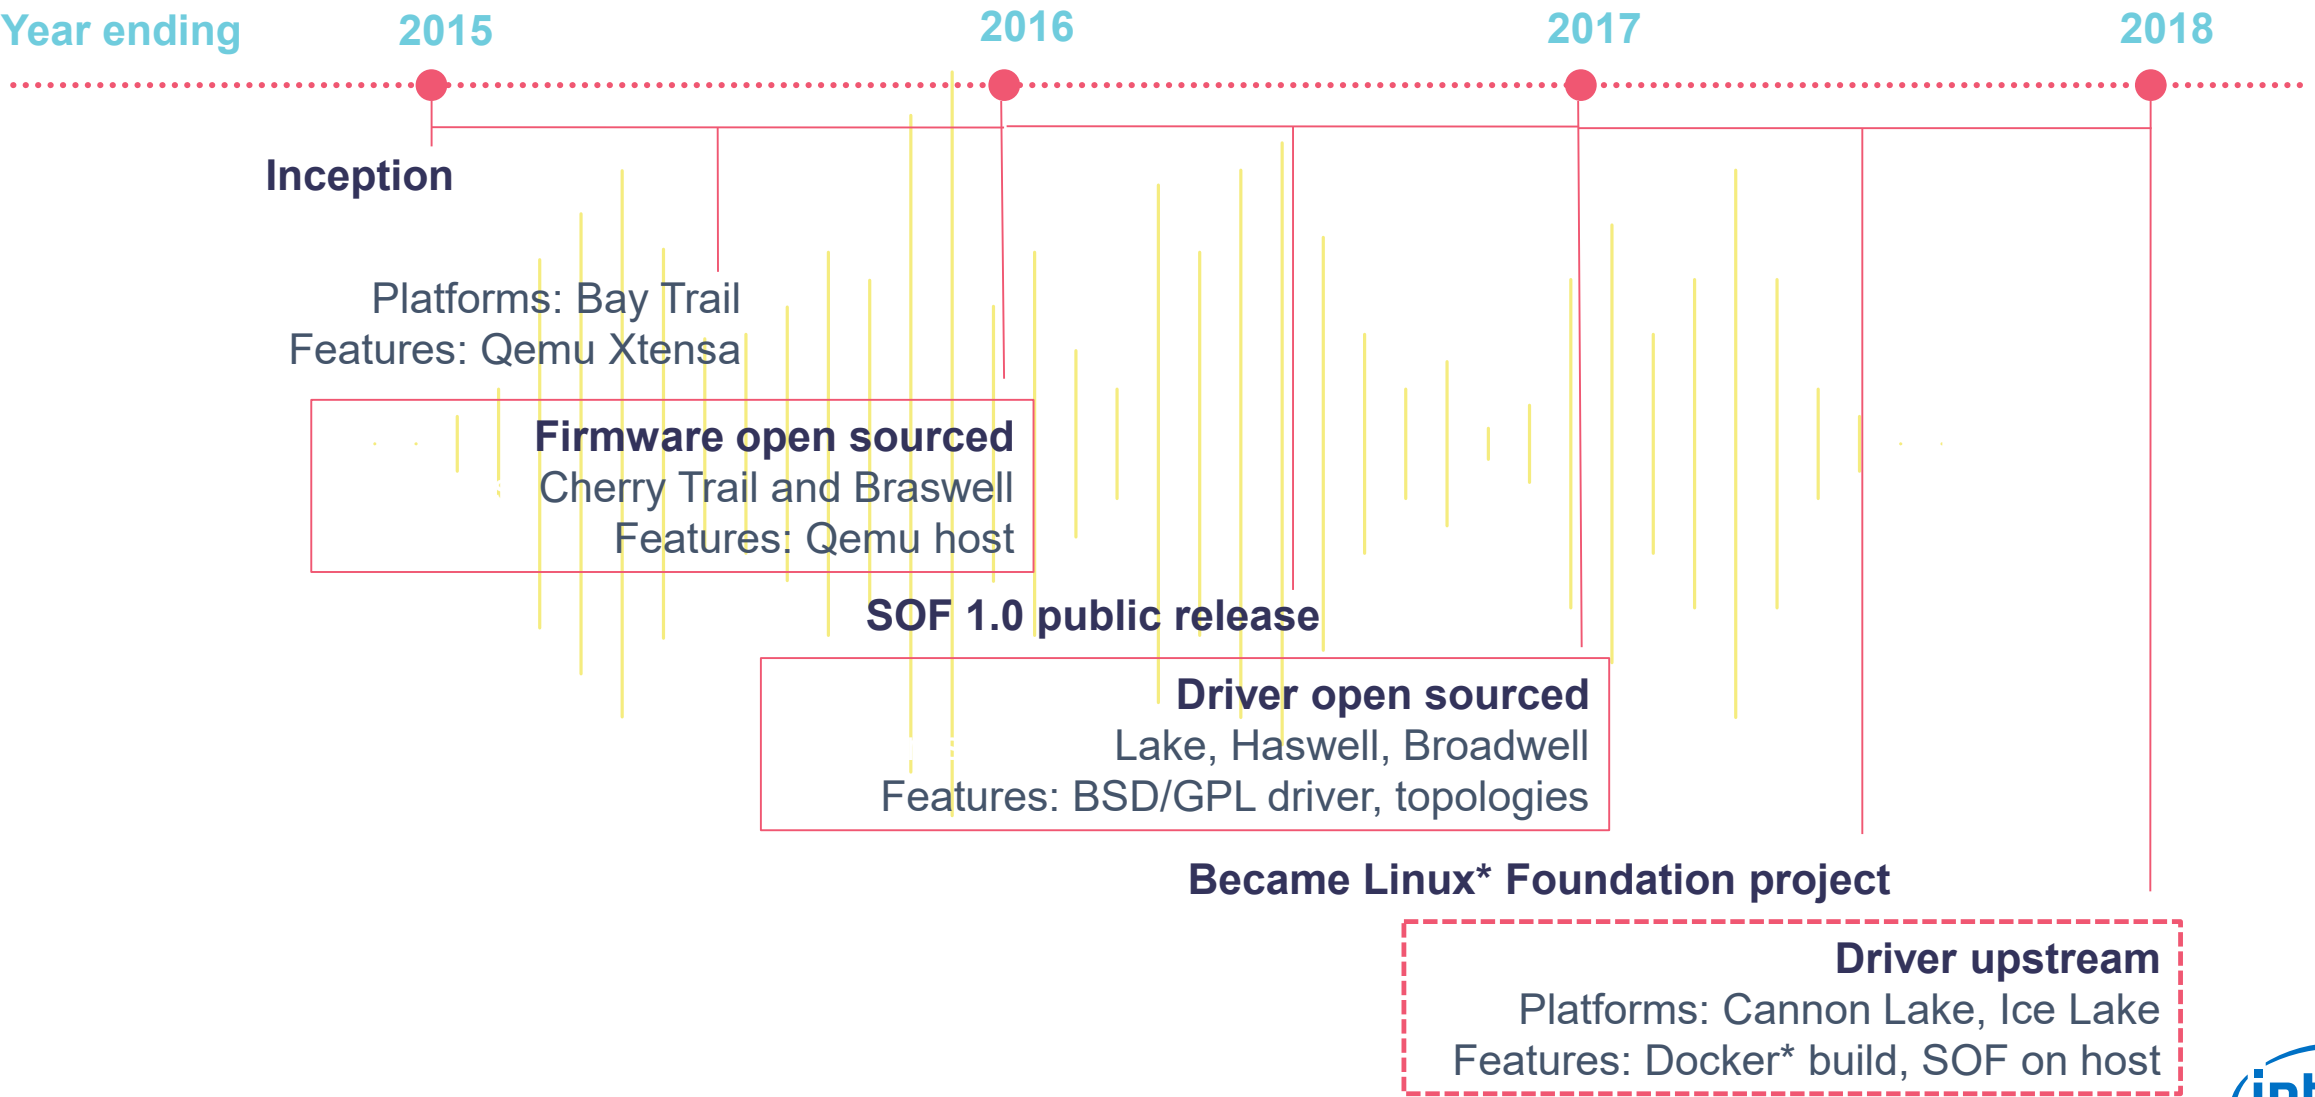 Year ending 2015 2016 2017 2018
Inception
Platforms: Bay Trail
Features: Qemu Xtensa
Firmware open sourced
Cherry Trail and Braswell
Features: Qemu host
SOF 1.0 public release
Driver open sourced
Lake, Haswell, Broadwell
Features: BSD/GPL driver, topologies
Became Linux* Foundation project
Driver upstream
Platforms: Cannon Lake, Ice Lake
Features: Docker* build, SOF on host